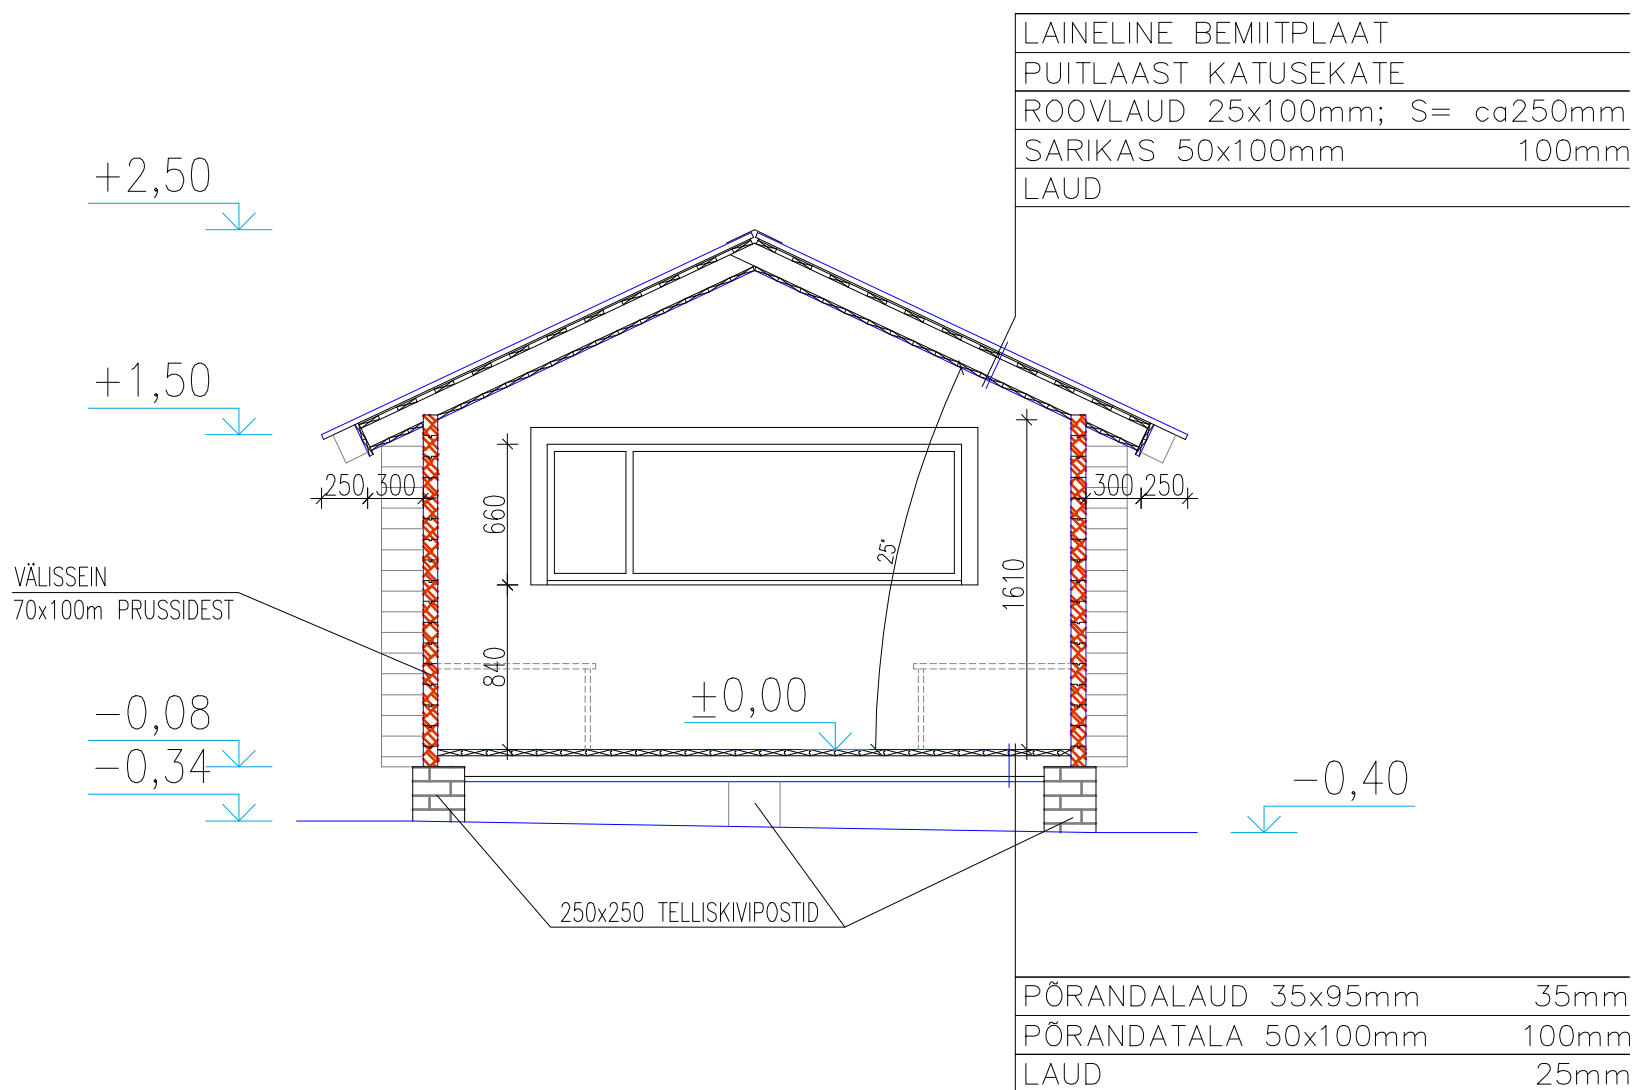 LAINELINE BEMIITPLAAT
PUITLAAST KATUSEKATE
ROOVLAUD 25x100mm; S= ca250mm
SARIKAS 50x100mm 100mm
LAUD
+2,50
+1,50
250 300
300 250
660
25°
1610
VÄLISSEIN
70x100m PRUSSIDEST
840
±0,00
-0,08
-0,34
-0,40
250x250 TELLISKIVIPOSTID
PÕRANDALAUD 35x95mm 35mm
PÕRANDATALA 50x100mm 100mm
LAUD 25mm